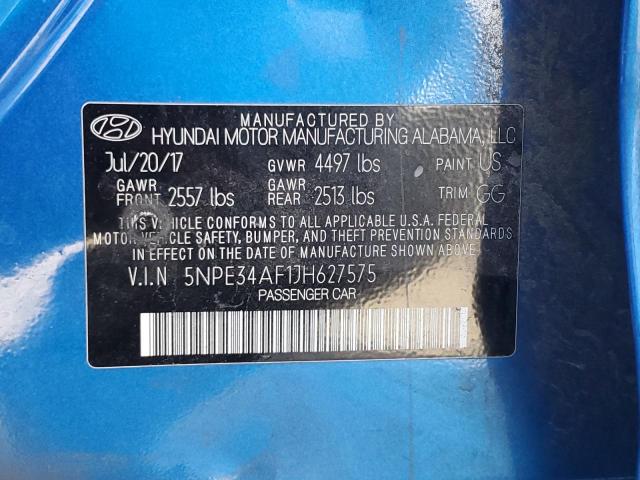 MANUFACTURED BY
HYUNDAI MOTOR MANUFACTURING ALABAMA, LLC
Jul/20/17 GVWR 4497 lbs PAINT US
GAWR FRONT 2557 lbs GAWR REAR 2513 lbs TRIM GG
THIS VEHICLE CONFORMS TO ALL APPLICABLE U.S.A. FEDERAL
MOTOR VEHICLE SAFETY, BUMPER, AND THEFT PREVENTION STANDARDS
IN EFFECT ON THE DATE OF MANUFACTURE SHOWN ABOVE.
V.I.N 5NPE34AF1JH627575
PASSENGER CAR